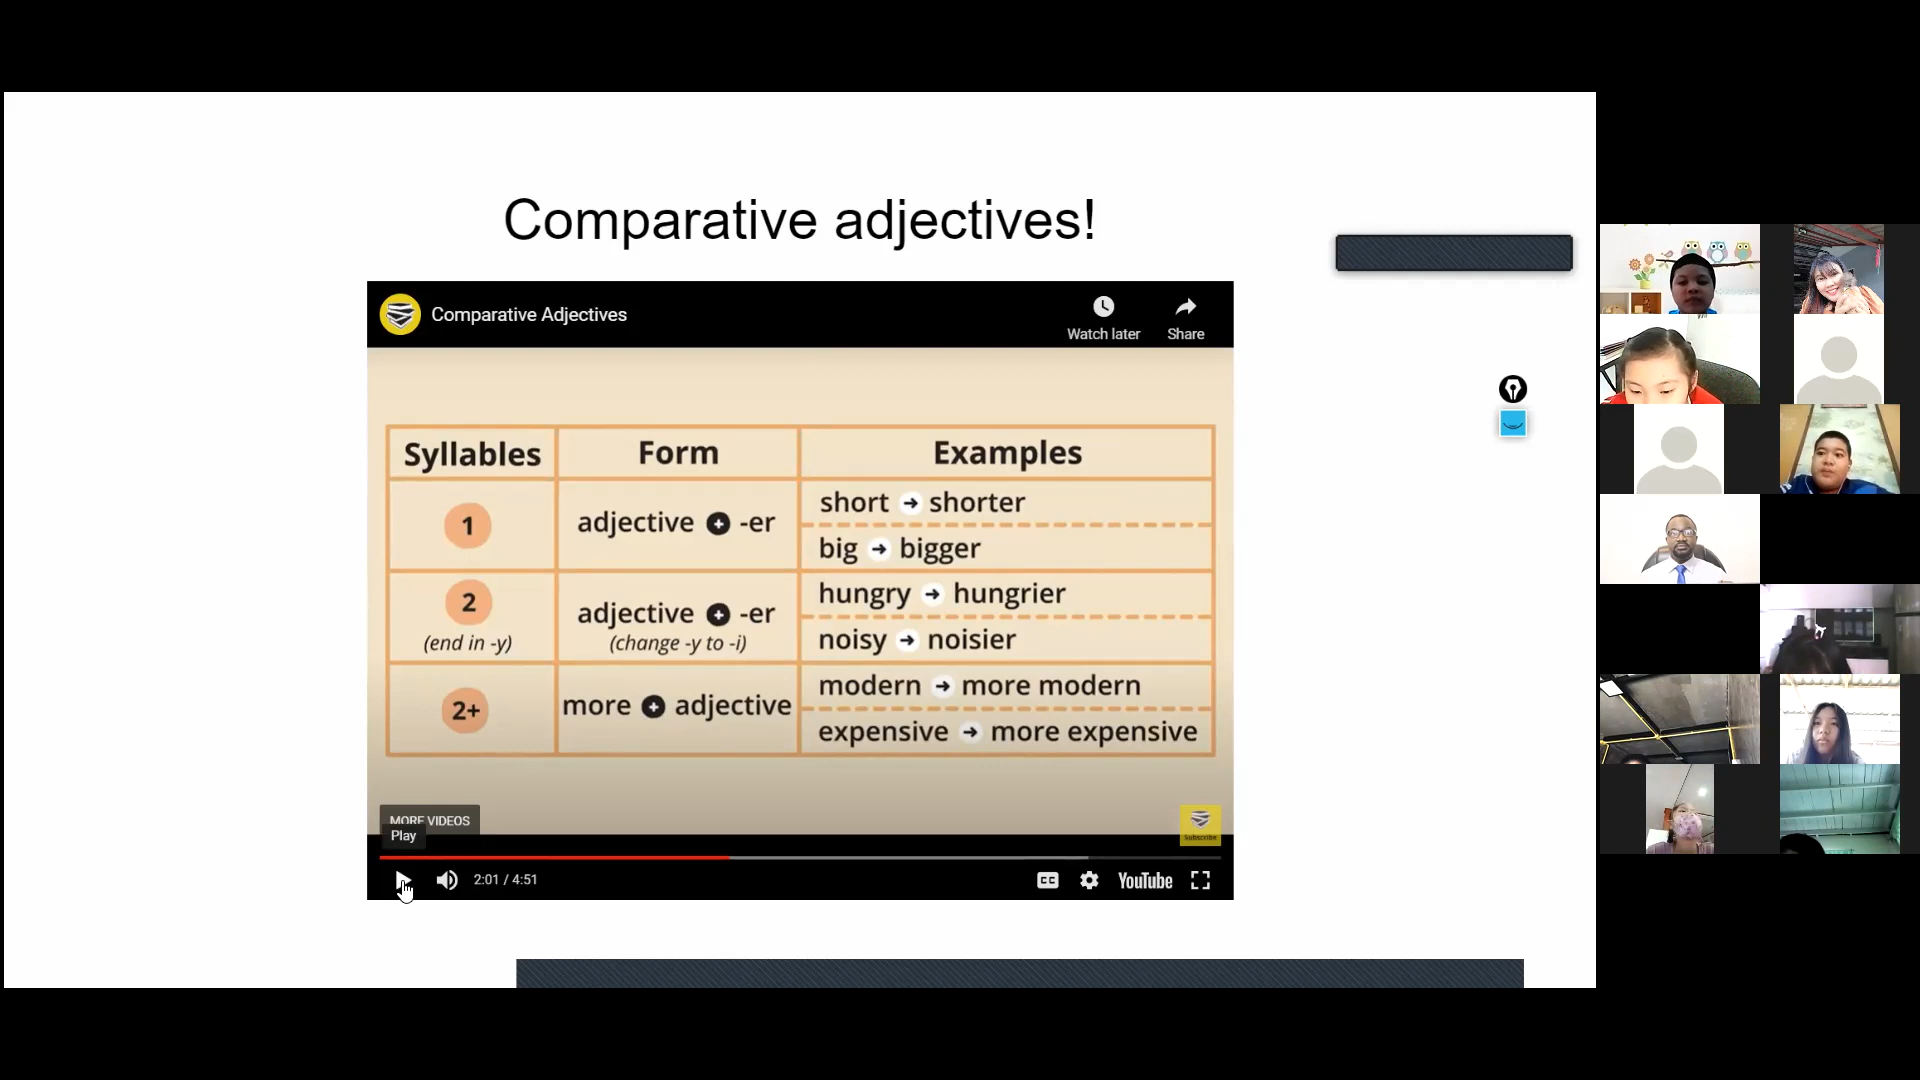 Comparative adjectives!
Comparative Adjectives
Watch later
Share
Syllables Form Examples
1 adjective + -er short → shorter
big → bigger
2 (end in -y) adjective + -er (change -y to -i) hungry → hungrier
noisy → noisier
2+ more + adjective modern → more modern
expensive → more expensive
MORE VIDEOS
Play
Subscribe
2:01 / 4:51
CC
YouTube